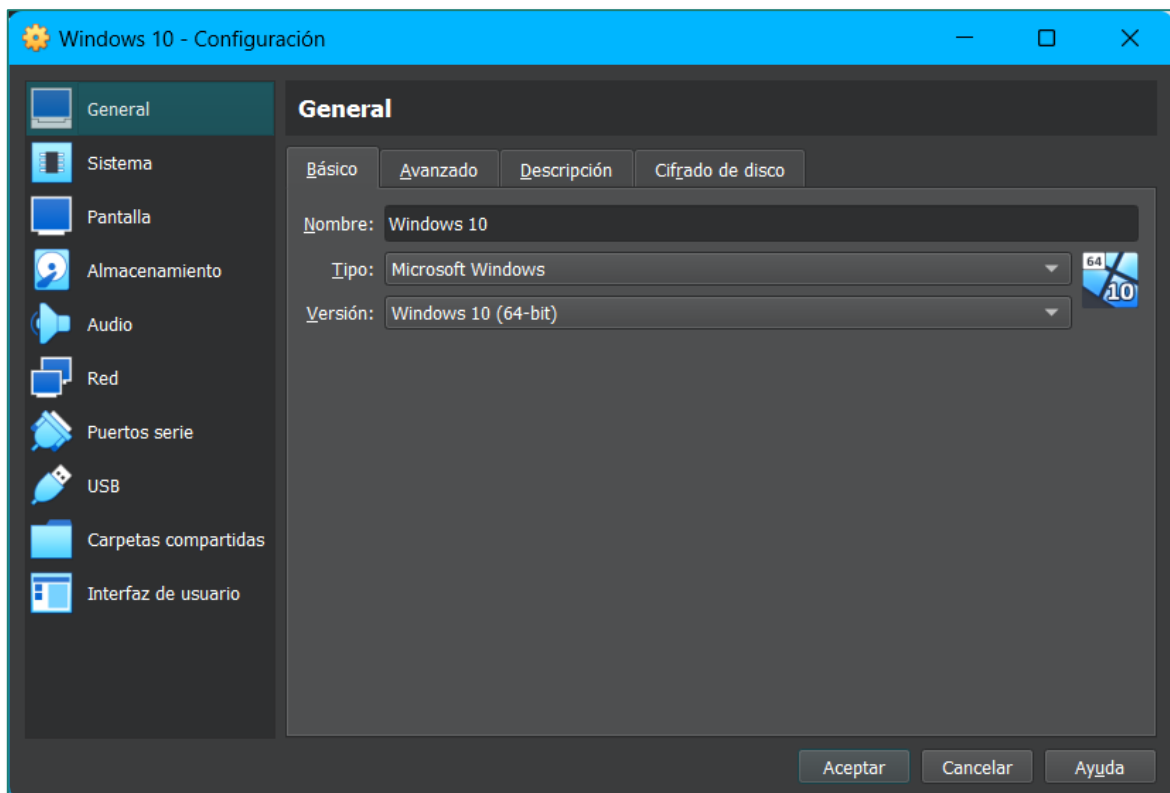 Windows 10 - Configuración
General
Sistema
Pantalla
Almacenamiento
Audio
Red
Puertos serie
USB
Carpetas compartidas
Interfaz de usuario
General
Básico Avanzado Descripción Cifrado de disco
Nombre: Windows 10
Tipo: Microsoft Windows
64
10
Versión: Windows 10 (64-bit)
Aceptar Cancelar Ayuda